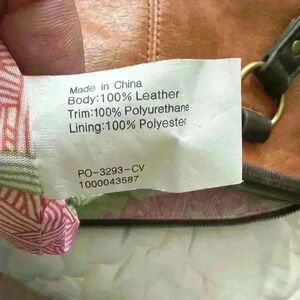 Made in China
Body:100% Leather
Trim:100% Polyurethane
Lining:100% Polyester
PO-3293-CV
1000043587